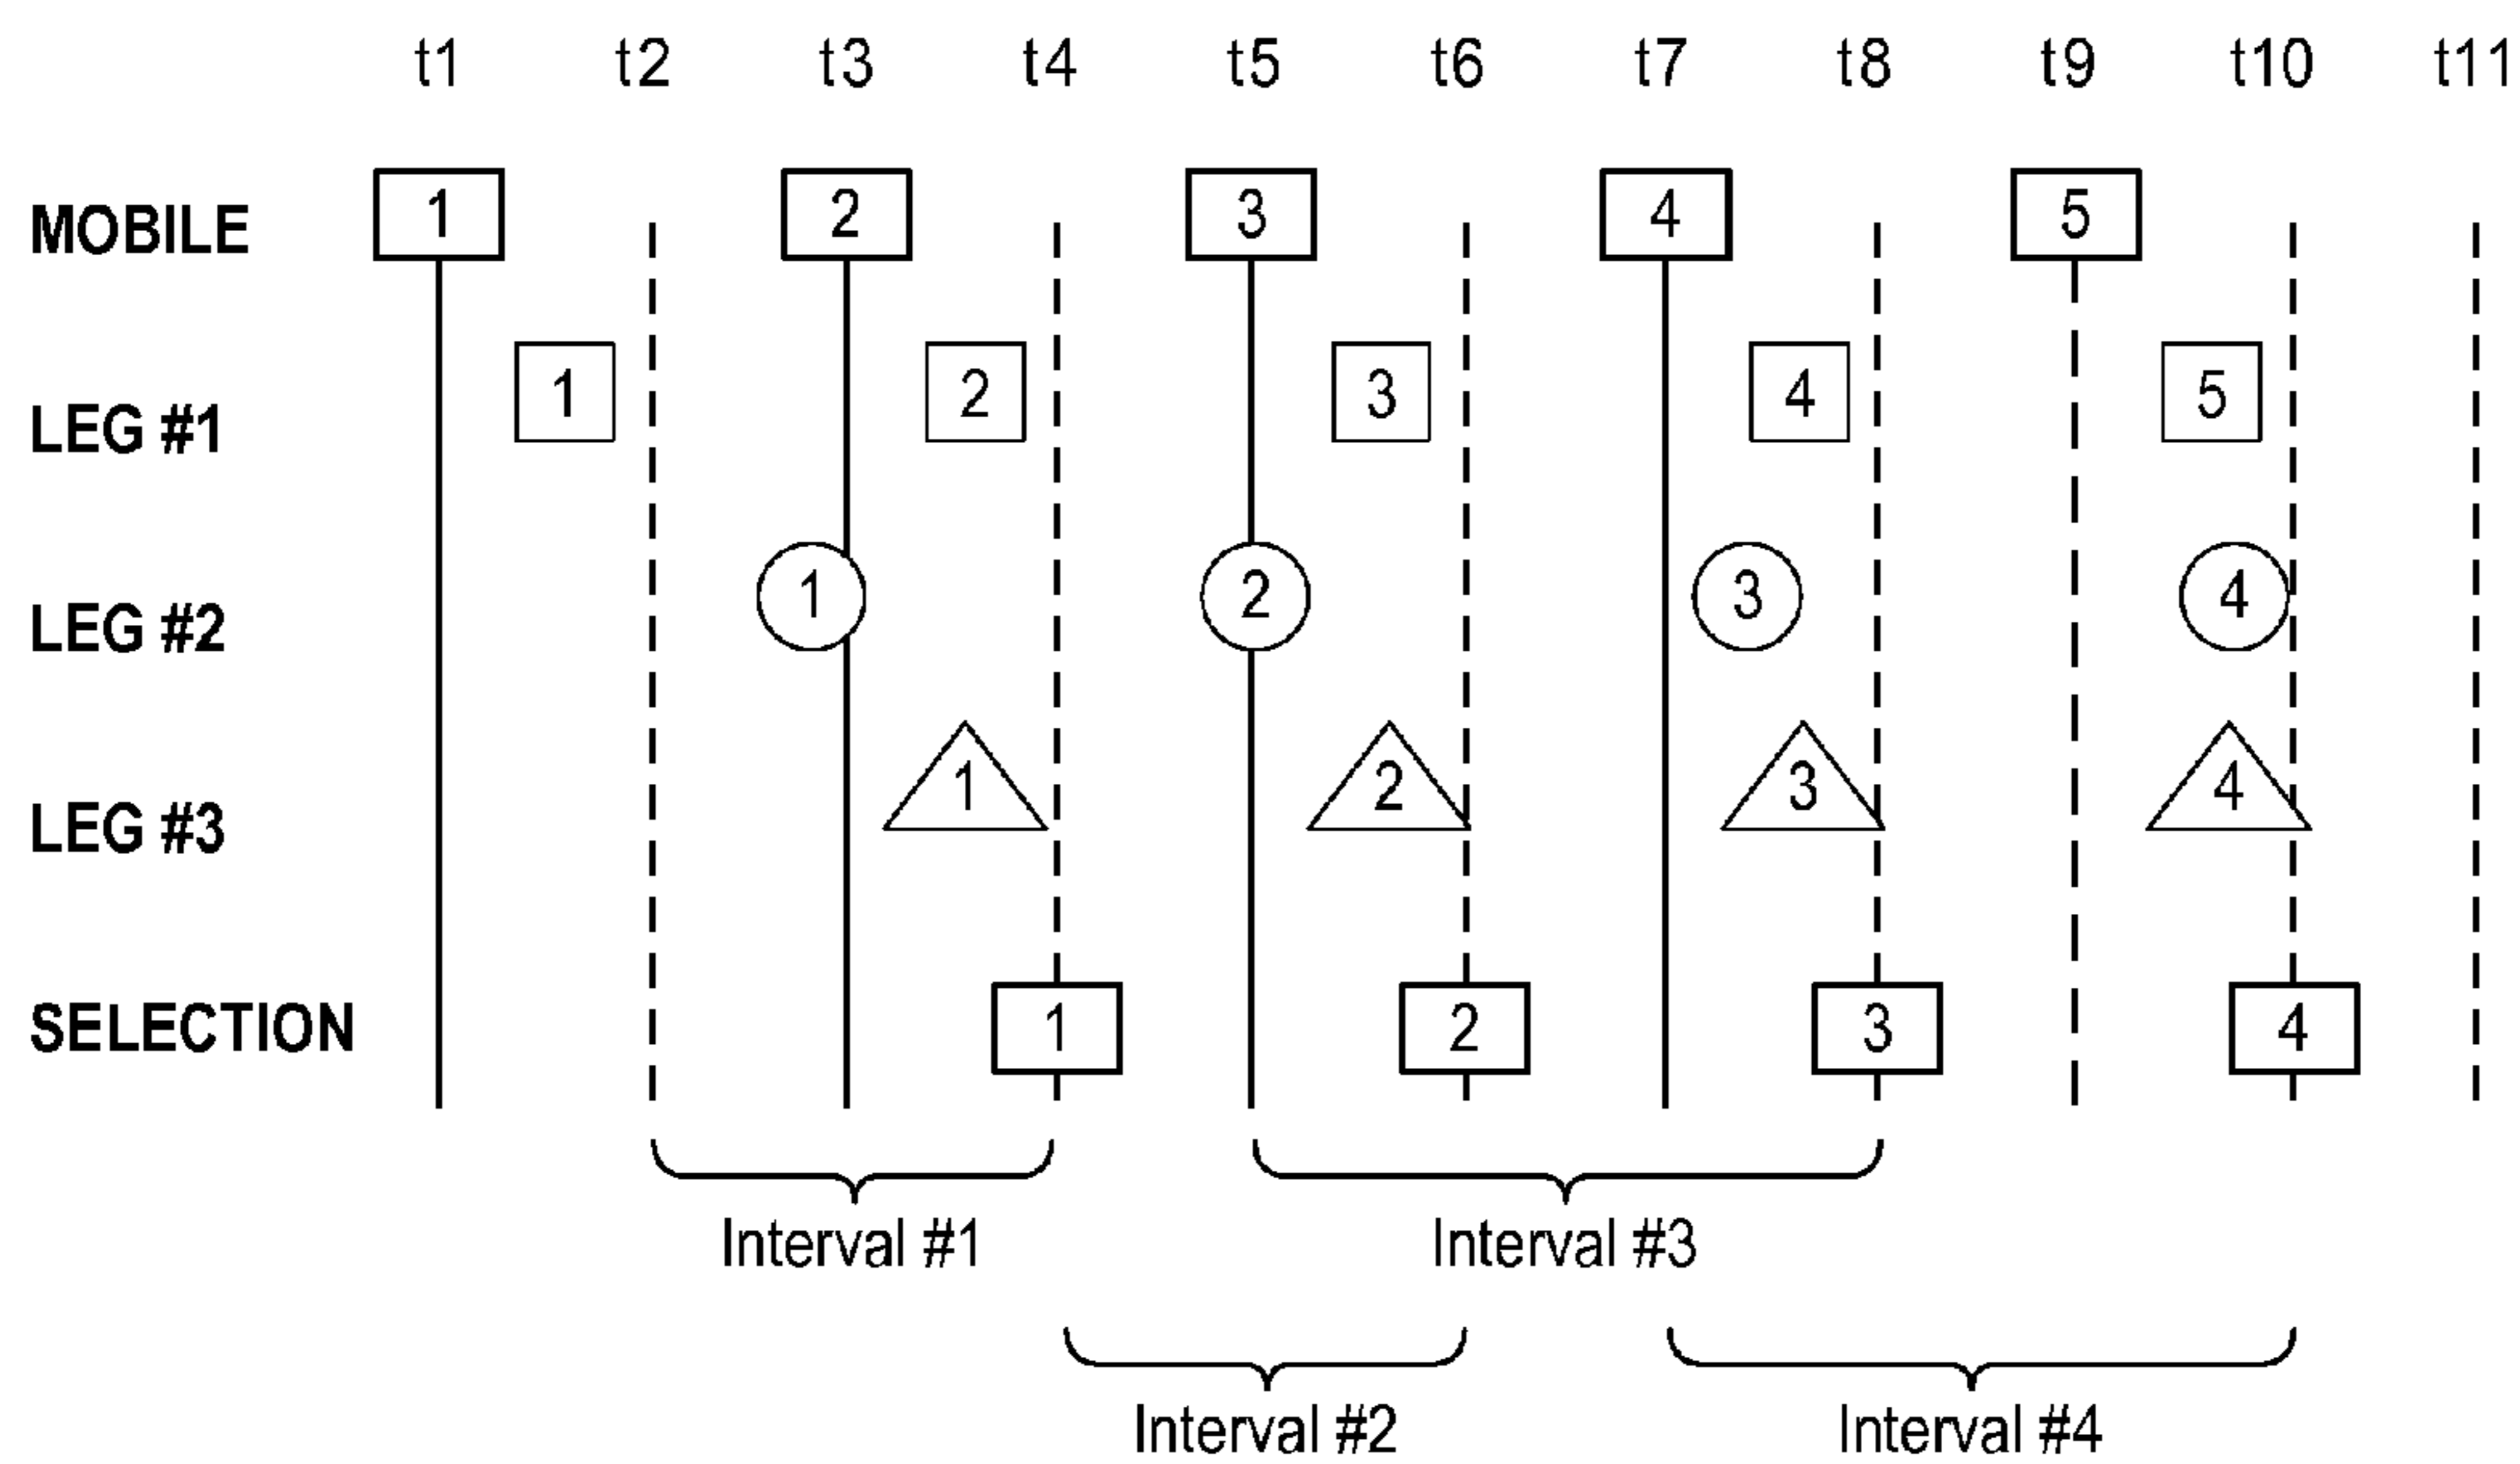 t1 t2 t3 t4 t5 t6 t7 t8 t9 t10 t11
MOBILE 1 2 3 4 5
LEG #1 1 2 3 4 5
LEG #2 1 2 3 4
LEG #3 1 2 3 4
SELECTION 1 2 3 4
Interval #1 Interval #3
Interval #2 Interval #4